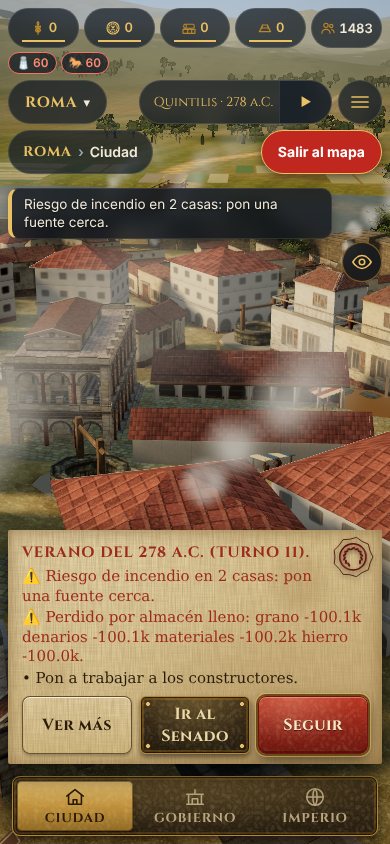 0 0 0 0 1483
60 60
ROMA ▾ QUINTILIS · 278 A.C.
ROMA › Ciudad Salir al mapa
Riesgo de incendio en 2 casas: pon una
fuente cerca.
VERANO DEL 278 A.C. (TURNO 11).
⚠️ Riesgo de incendio en 2 casas: pon
una fuente cerca.
⚠️ Perdido por almacén lleno: grano -100.1k
denarios -100.1k materiales -100.2k hierro
-100.0k.
• Pon a trabajar a los constructores.
VER MÁS
IR AL
SENADO
SEGUIR
CIUDAD GOBIERNO IMPERIO